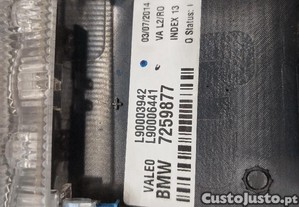 03/07/2014
VA L2/RO
INDEX 13
Q Status: I
L90003942
L90006441
VALEO
BMW 7259877
CustoJusto.pt